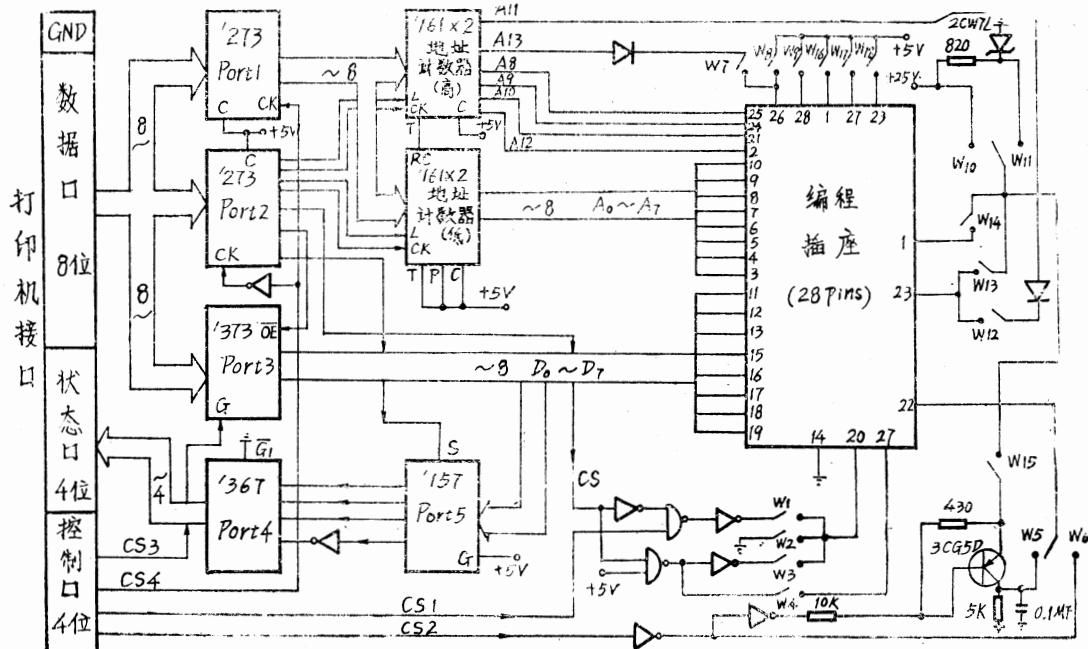 打印机接口
GND
数据口
8位
状态口
4位
控制口
4位
8
~
8
~
'273
Port1
C
CK
+5V
C
'273
Port2
CK
'373 OE
Port3
G
G1
'367
Port4
~4
CS3
CS4
CS1
CS2
~8
'161×2
地址
计数器
(高)
L
CK
T
C
+5V
RC
'161×2
地址
计数器
(低)
L
CK
T P C
+5V
A11
A13
A8
A9
A10
A12
~8 A0~A7
~8 D0~D7
S
'157
Port5
G
+5V
CS
+5V
W1
W2
W3
W4
10K
W7
W16
W17
+5V
+25V
820
2CW7L
25
24
21
2
10
9
8
7
6
5
4
3
11
12
13
15
16
17
18
19
26 28 1 27 23
编程
插座
(28 pins)
1
23
22
14 20 27
W10
W11
W14
W13
W12
W15
430
3CG5D
5K
0.1MF
W5
W6